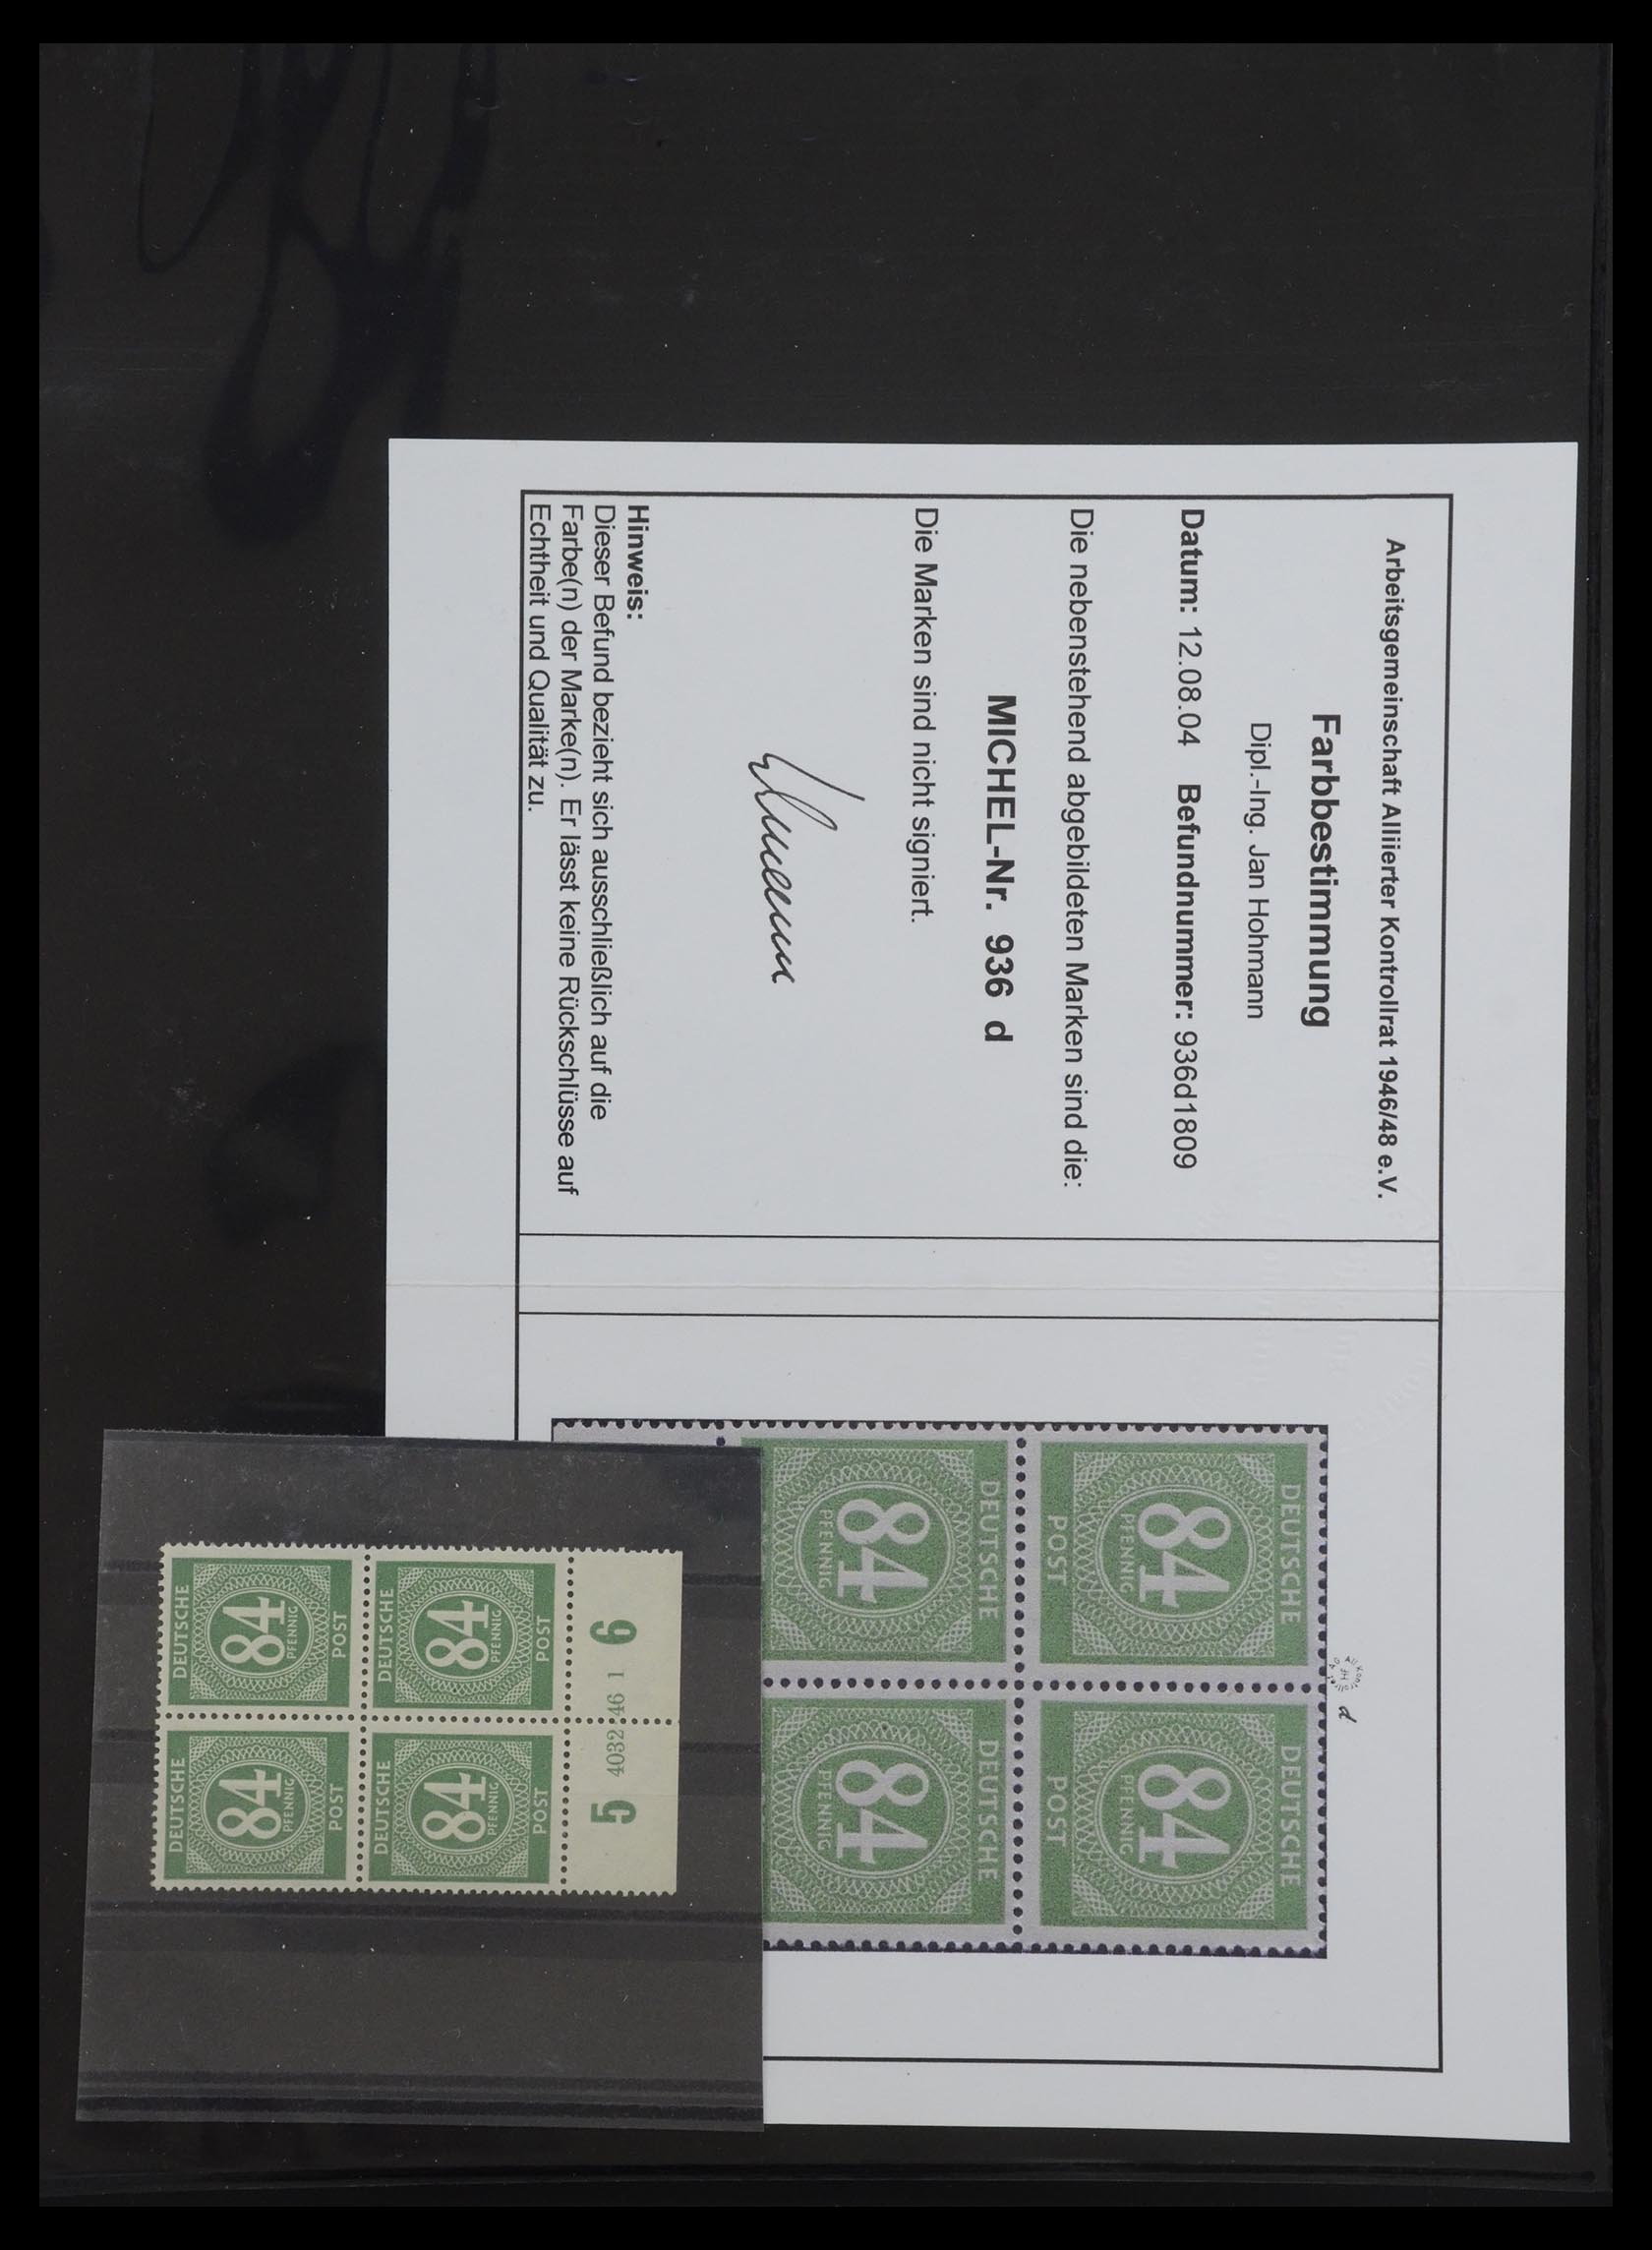 Arbeitsgemeinschaft Alliierter Kontrollrat 1946/48 e.V.
Farbbestimmung
Dipl.-Ing. Jan Hohmann
Datum: 12.08.04 Befundnummer: 936d1809
Die nebenstehend abgebildeten Marken sind die:
MICHEL-Nr. 936 d
Die Marken sind nicht signiert.
Hinweis:
Dieser Befund bezieht sich ausschließlich auf die
Farbe(n) der Marke(n). Er lässt keine Rückschlüsse auf
Echtheit und Qualität zu.
d
DEUTSCHE
84
PFENNIG
POST
DEUTSCHE
84
PFENNIG
POST
DEUTSCHE
84
PFENNIG
DEUTSCHE
84
PFENNIG
5 4082 46 1 6
DEUTSCHE
84
PFENNIG
POST
DEUTSCHE
84
PFENNIG
POST
DEUTSCHE
84
PFENNIG
POST
DEUTSCHE
84
PFENNIG
POST